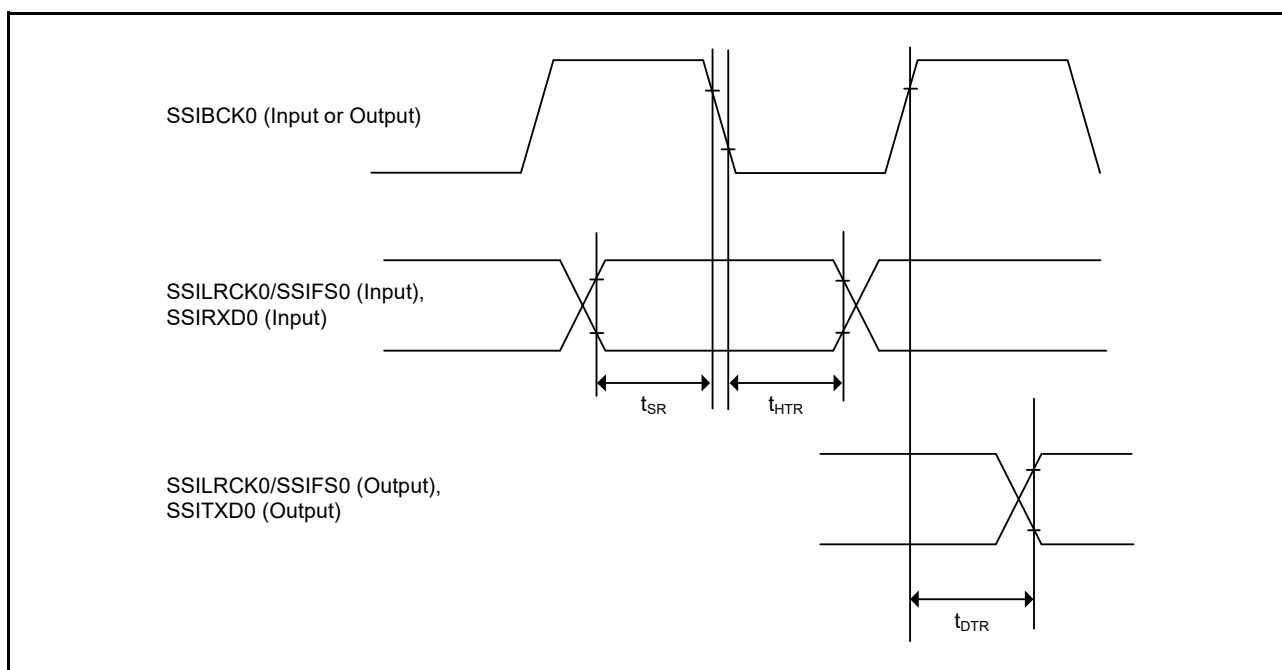 SSIBCK0 (Input or Output)
SSILRCK0/SSIFS0 (Input),
SSIRXD0 (Input)
tSR
tHTR
SSILRCK0/SSIFS0 (Output),
SSITXD0 (Output)
tDTR